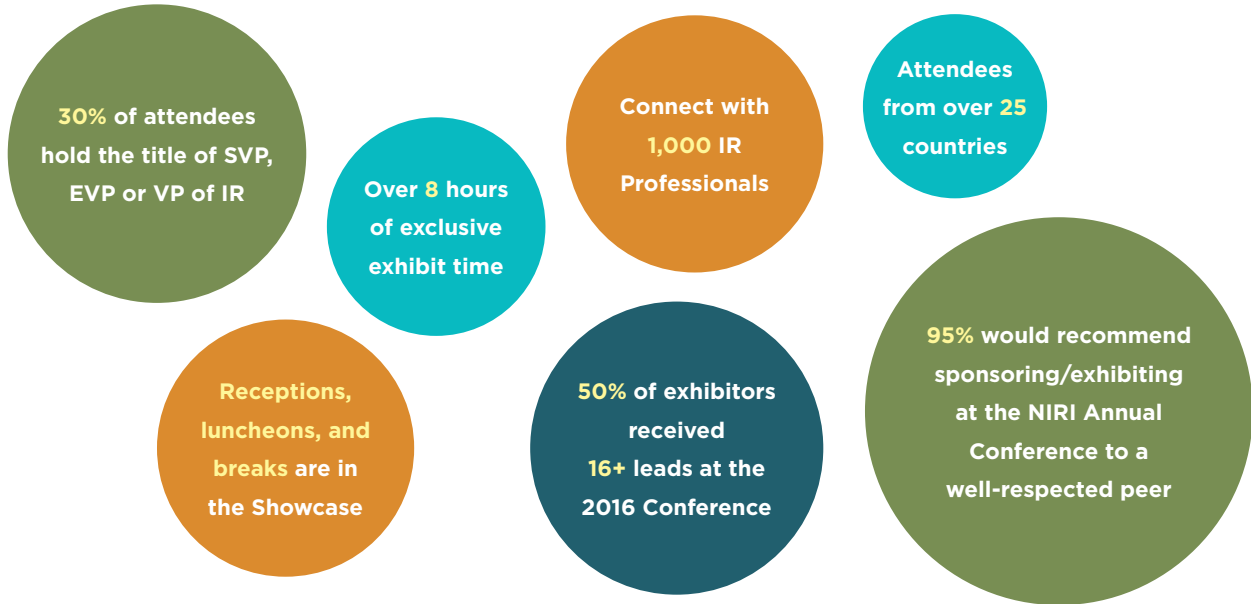 30% of attendees
hold the title of SVP,
EVP or VP of IR
Over 8 hours
of exclusive
exhibit time
Connect with
1,000 IR
Professionals
Attendees
from over 25
countries
Receptions,
luncheons, and
breaks are in
the Showcase
50% of exhibitors
received
16+ leads at the
2016 Conference
95% would recommend
sponsoring/exhibiting
at the NIRI Annual
Conference to a
well-respected peer